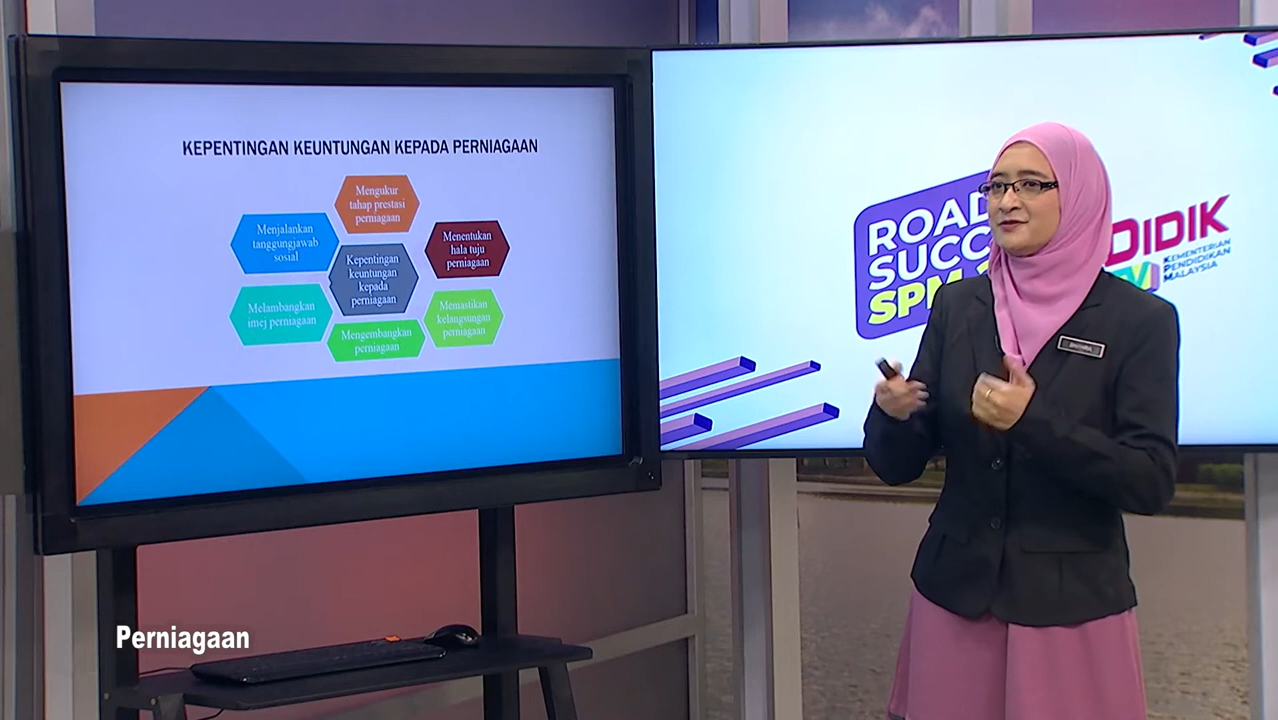 KEPENTINGAN KEUNTUNGAN KEPADA PERNIAGAAN
Mengukur
tahap prestasi
perniagaan
Menjalankan
tanggungjawab
sosial
Menentukan
hala tuju
perniagaan
Kepentingan
keuntungan
kepada
perniagaan
Melambangkan
imej perniagaan
Memastikan
kelangsungan
perniagaan
Mengembangkan
perniagaan
ROAD
SUCC
SPM
DIDIK
TV
KEMENTERIAN
PENDIDIKAN
MALAYSIA
Perniagaan